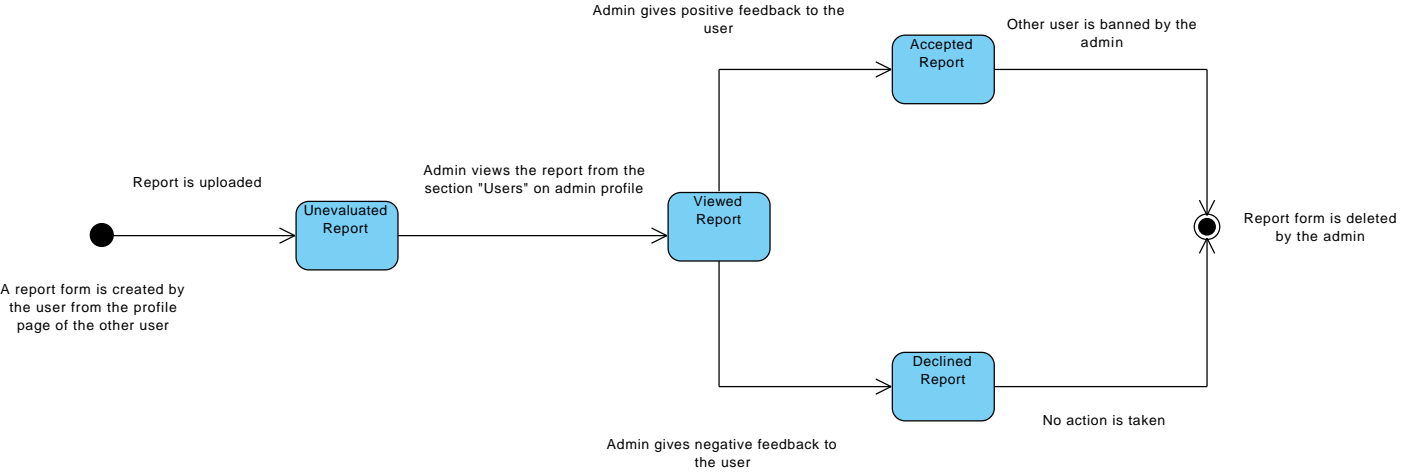 Admin gives positive feedback to the
user
Other user is banned by the
admin
Accepted
Report
Report is uploaded
Admin views the report from the
section "Users" on admin profile
Unevaluated
Report
Viewed
Report
Report form is deleted
by the admin
A report form is created by
the user from the profile
page of the other user
Declined
Report
No action is taken
Admin gives negative feedback to
the user